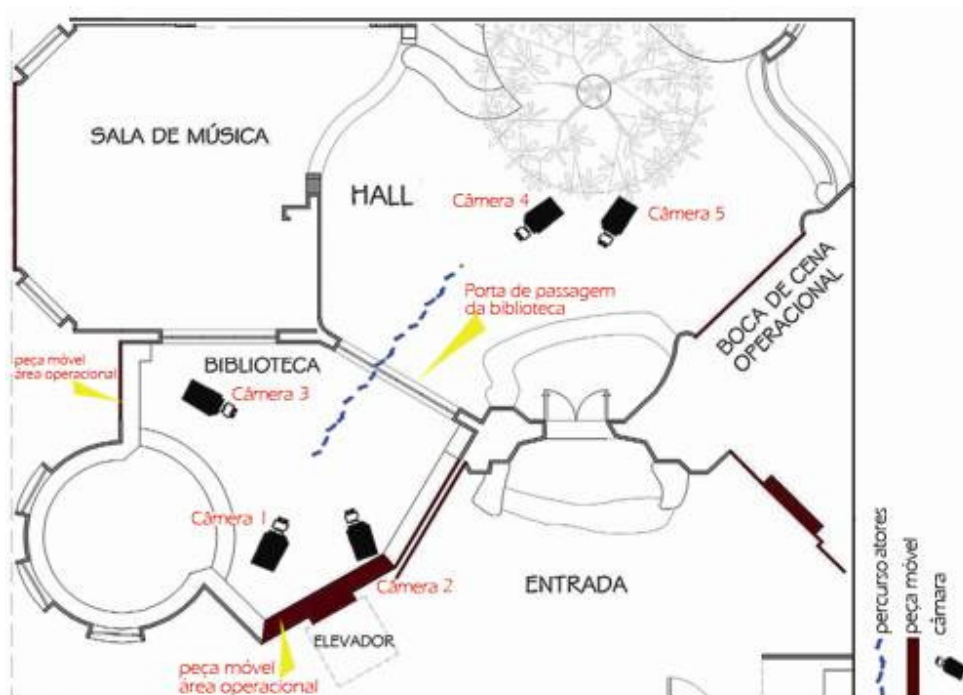 SALA DE MÚSICA
HALL
Câmera 4
Câmera 5
BOCA DE CENA
OPERACIONAL
Porta de passagem
da biblioteca
peça móvel
área operacional
BIBLIOTECA
Câmera 3
Câmera 1
Câmera 2
ENTRADA
ELEVADOR
peça móvel
área operacional
percurso atores
peça móvel
câmara